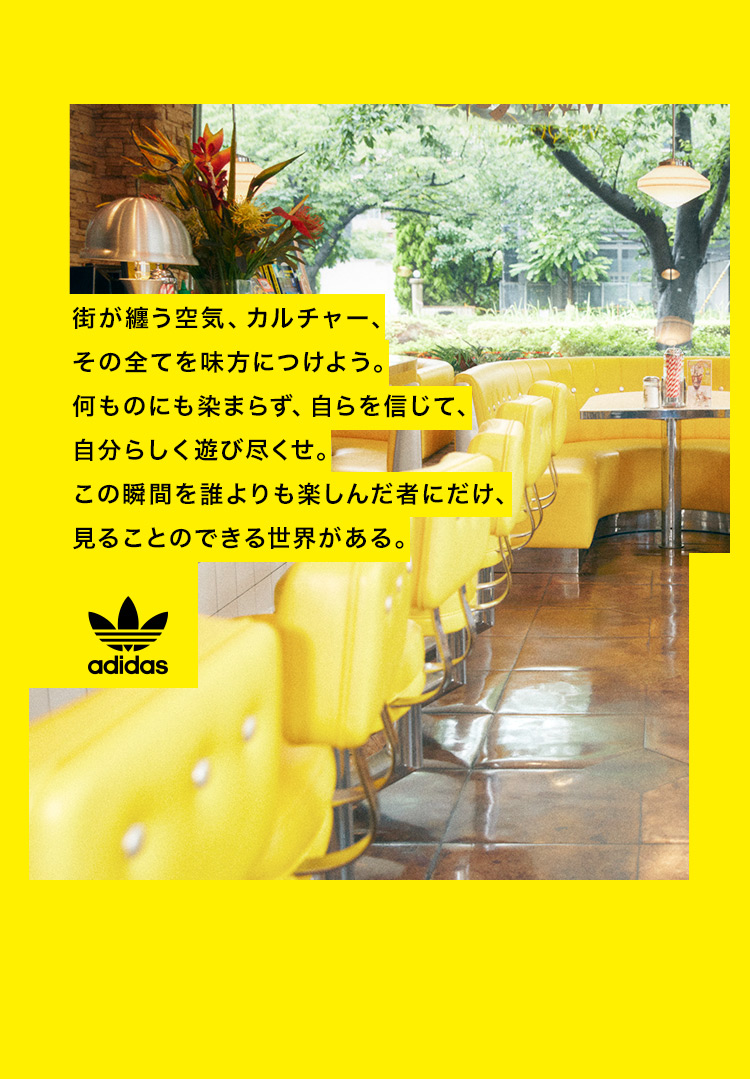 街が纏う空気、カルチャー、
その全てを味方につけよう。
何ものにも染まらず、自らを信じて、
自分らしく遊び尽くせ。
この瞬間を誰よりも楽しんだ者にだけ、
見ることのできる世界がある。
adidas